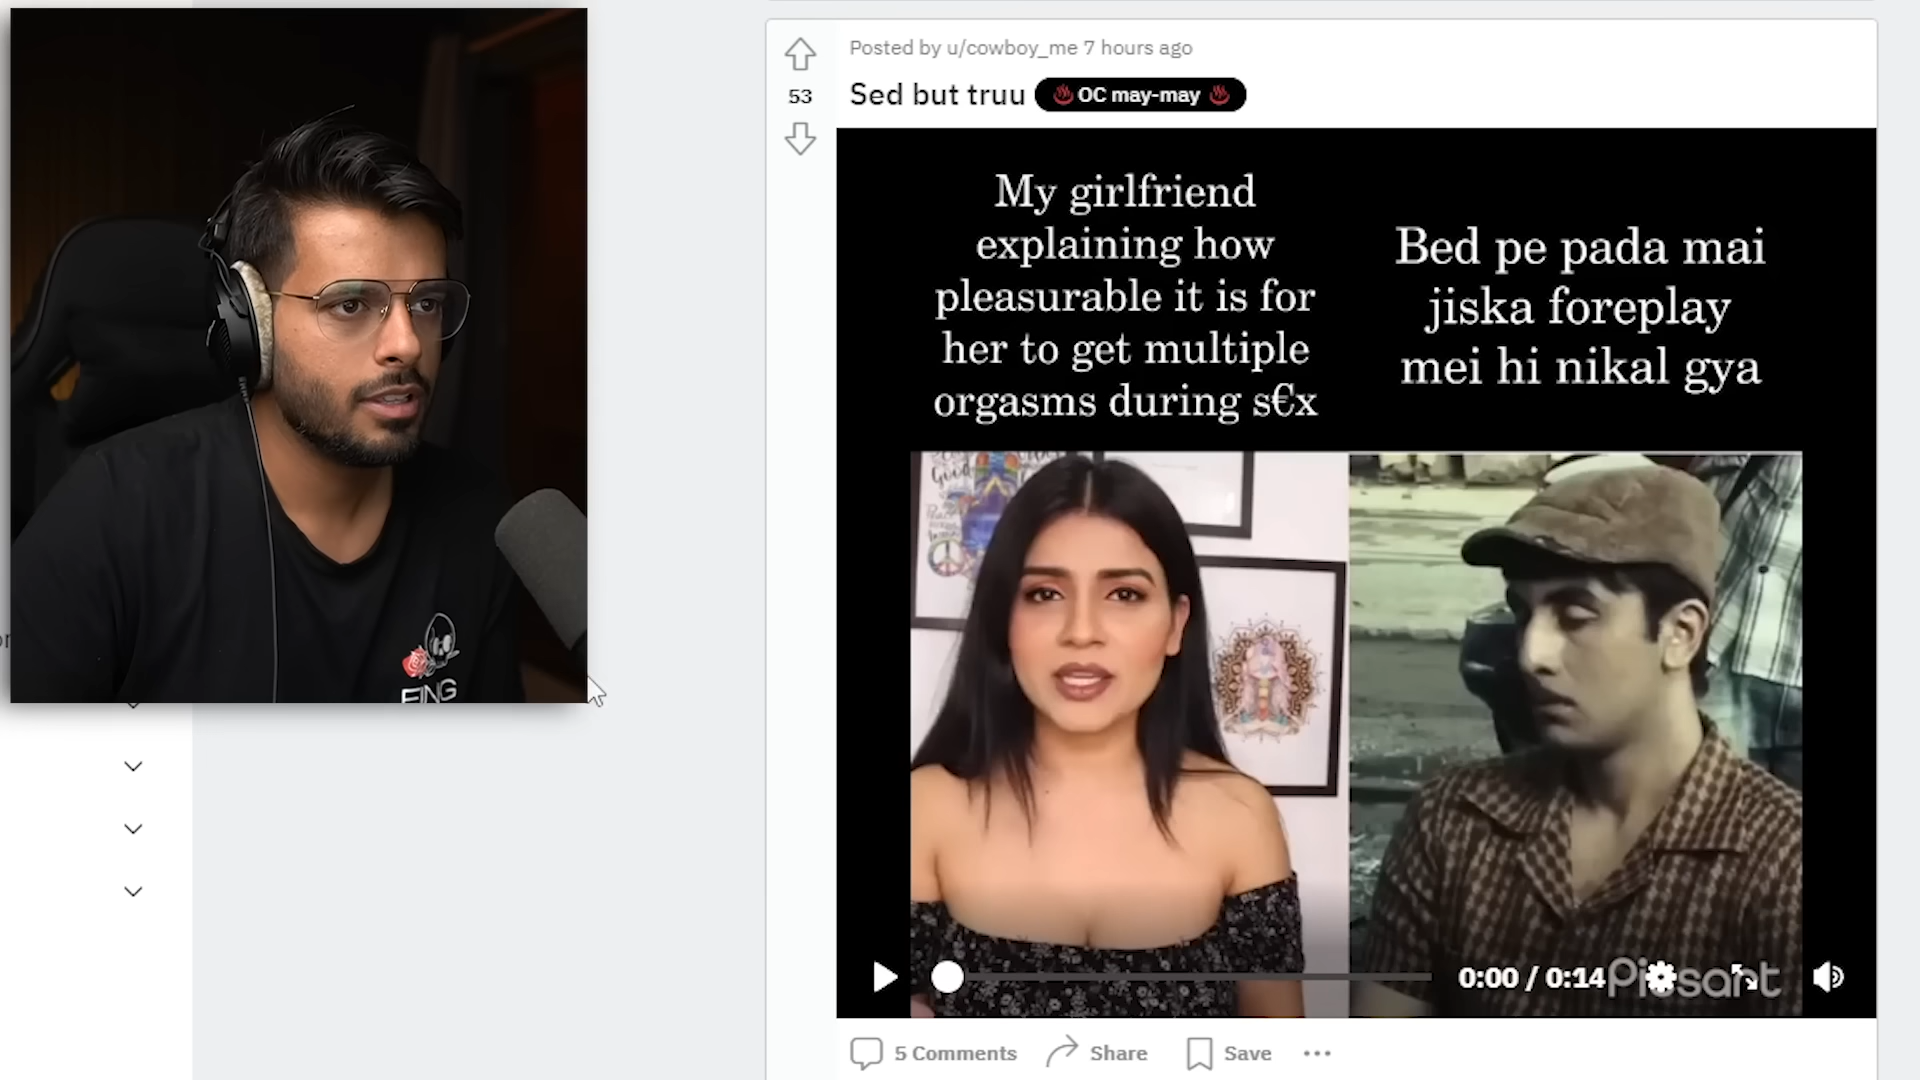 Posted by u/cowboy_me 7 hours ago
53
Sed but truu
OC may-may
My girlfriend
explaining how
pleasurable it is for
her to get multiple
orgasms during s€x
Bed pe pada mai
jiska foreplay
mei hi nikal gya
Good
0:00 / 0:14
Picsart
5 Comments
Share
Save